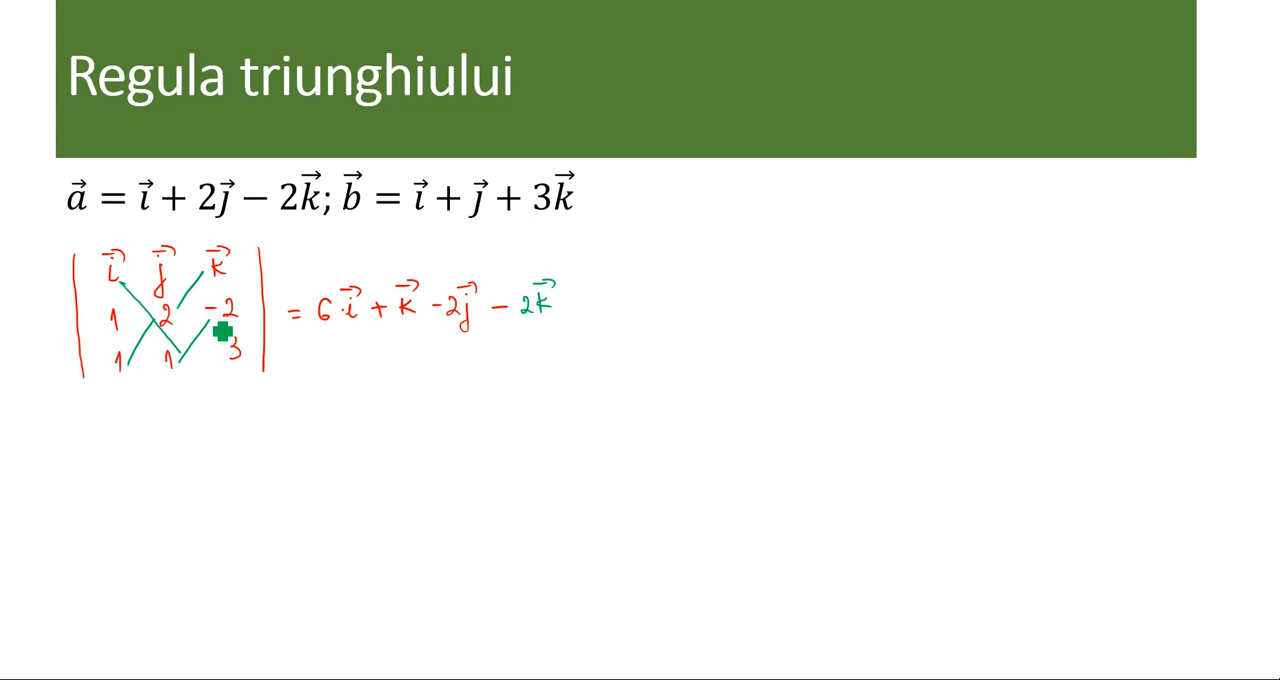 Regula triunghiului
a⃗ = i⃗ + 2j⃗ − 2k⃗; b⃗ = i⃗ + j⃗ + 3k⃗
| i⃗ j⃗ k⃗ |
| 1 2 -2 | = 6·i⃗ + k⃗ - 2j⃗ - 2k⃗
| 1 1 3 |